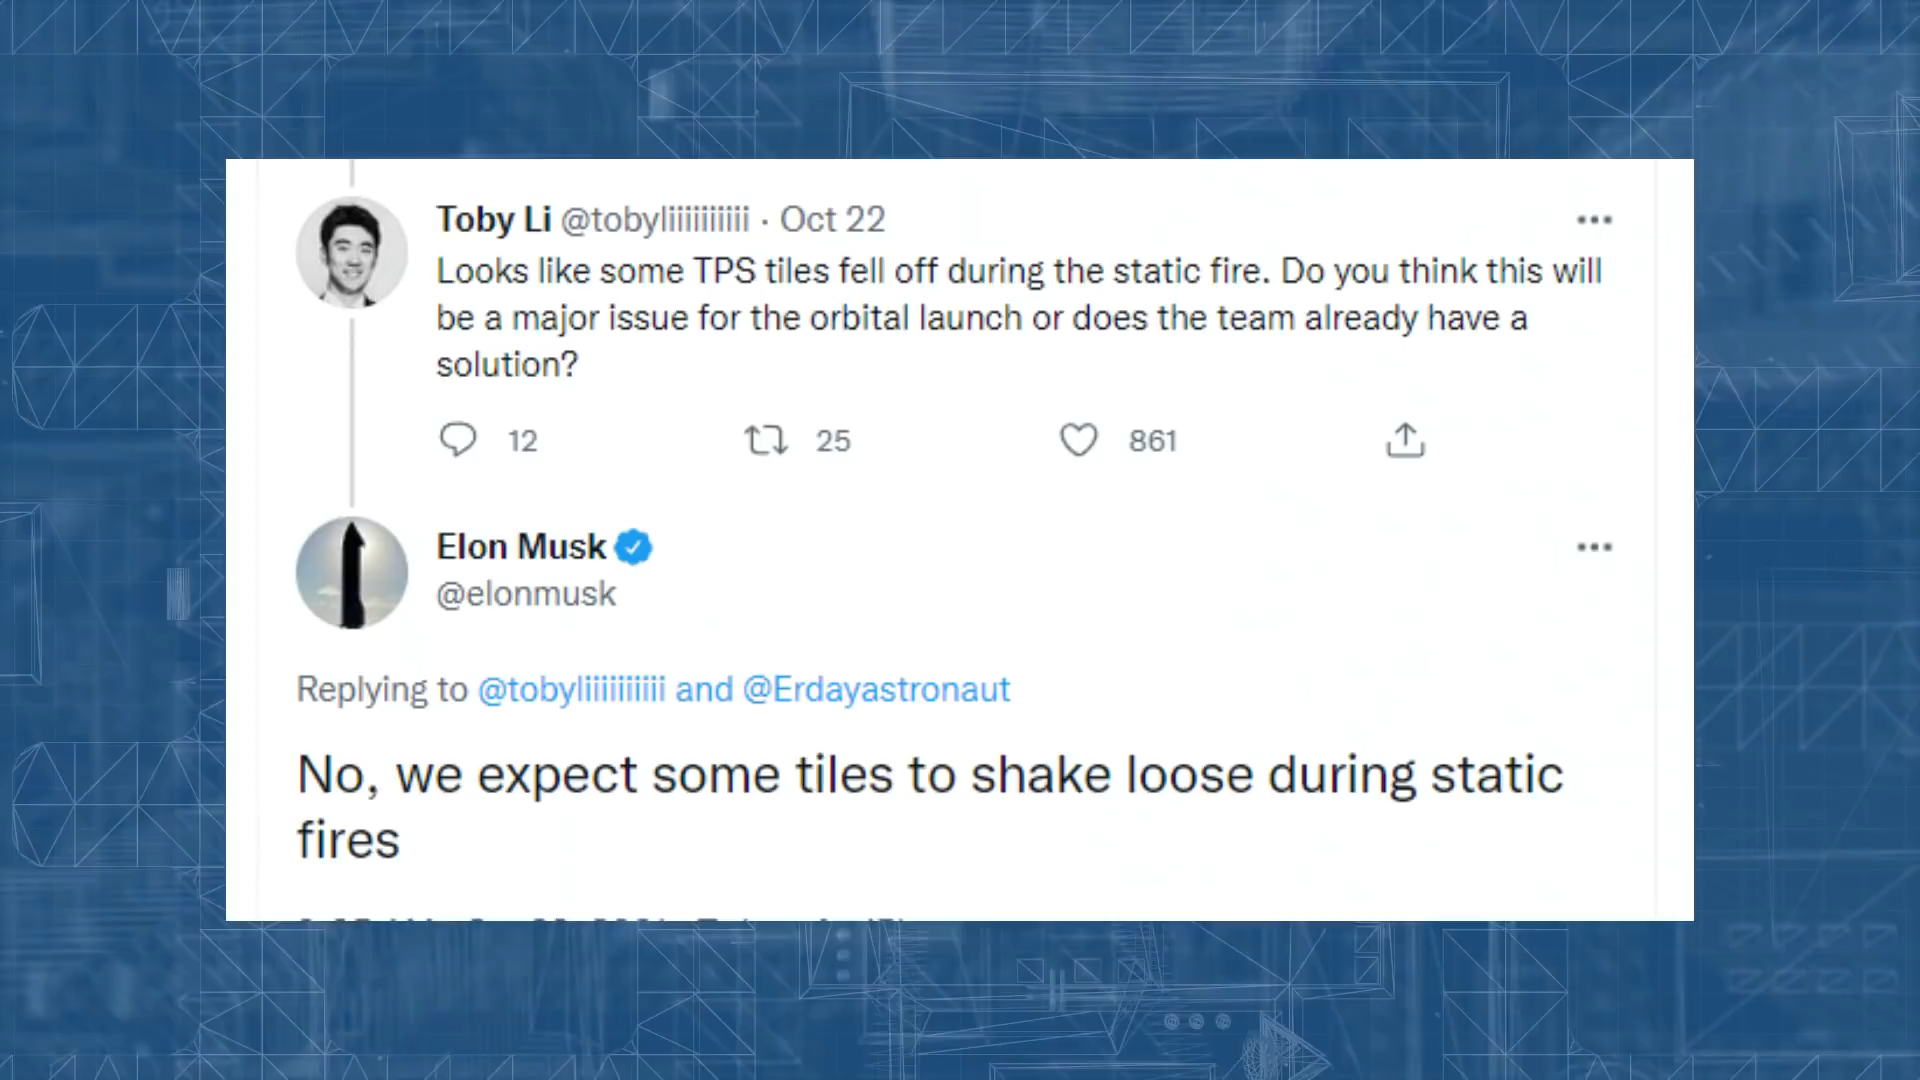 Toby Li @tobyliiiiiiiiii · Oct 22
Looks like some TPS tiles fell off during the static fire. Do you think this will
be a major issue for the orbital launch or does the team already have a
solution?
12 25 861
Elon Musk
@elonmusk
Replying to @tobyliiiiiiiiii and @Erdayastronaut
No, we expect some tiles to shake loose during static
fires